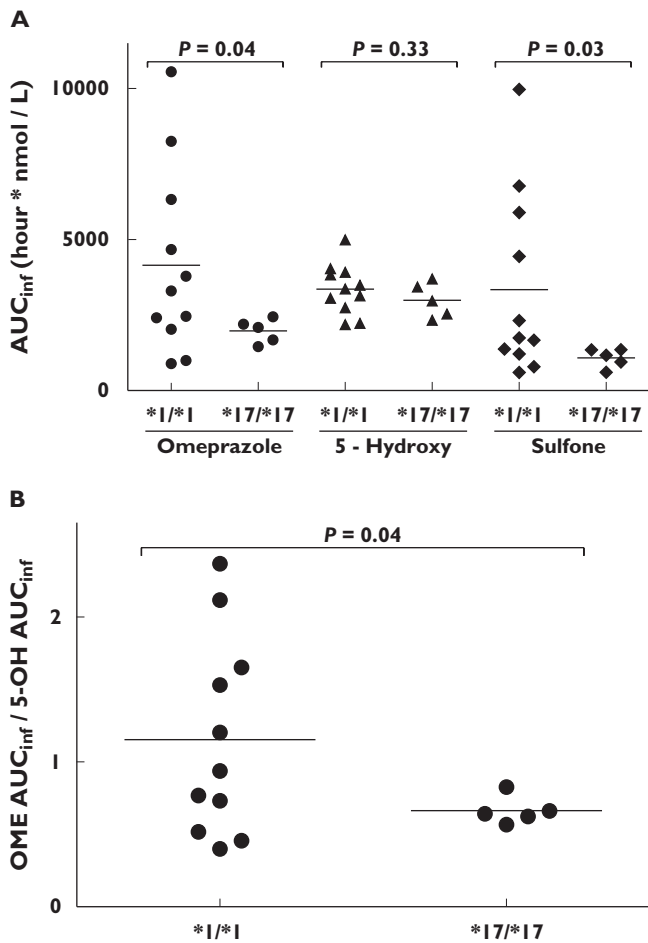 A
P = 0.04 P = 0.33 P = 0.03
10000
5000
0
AUCinf (hour * nmol / L)
*1/*1 *17/*17 *1/*1 *17/*17 *1/*1 *17/*17
Omeprazole 5 - Hydroxy Sulfone
B
P = 0.04
2
1
0
OME AUCinf / 5-OH AUCinf
*1/*1 *17/*17